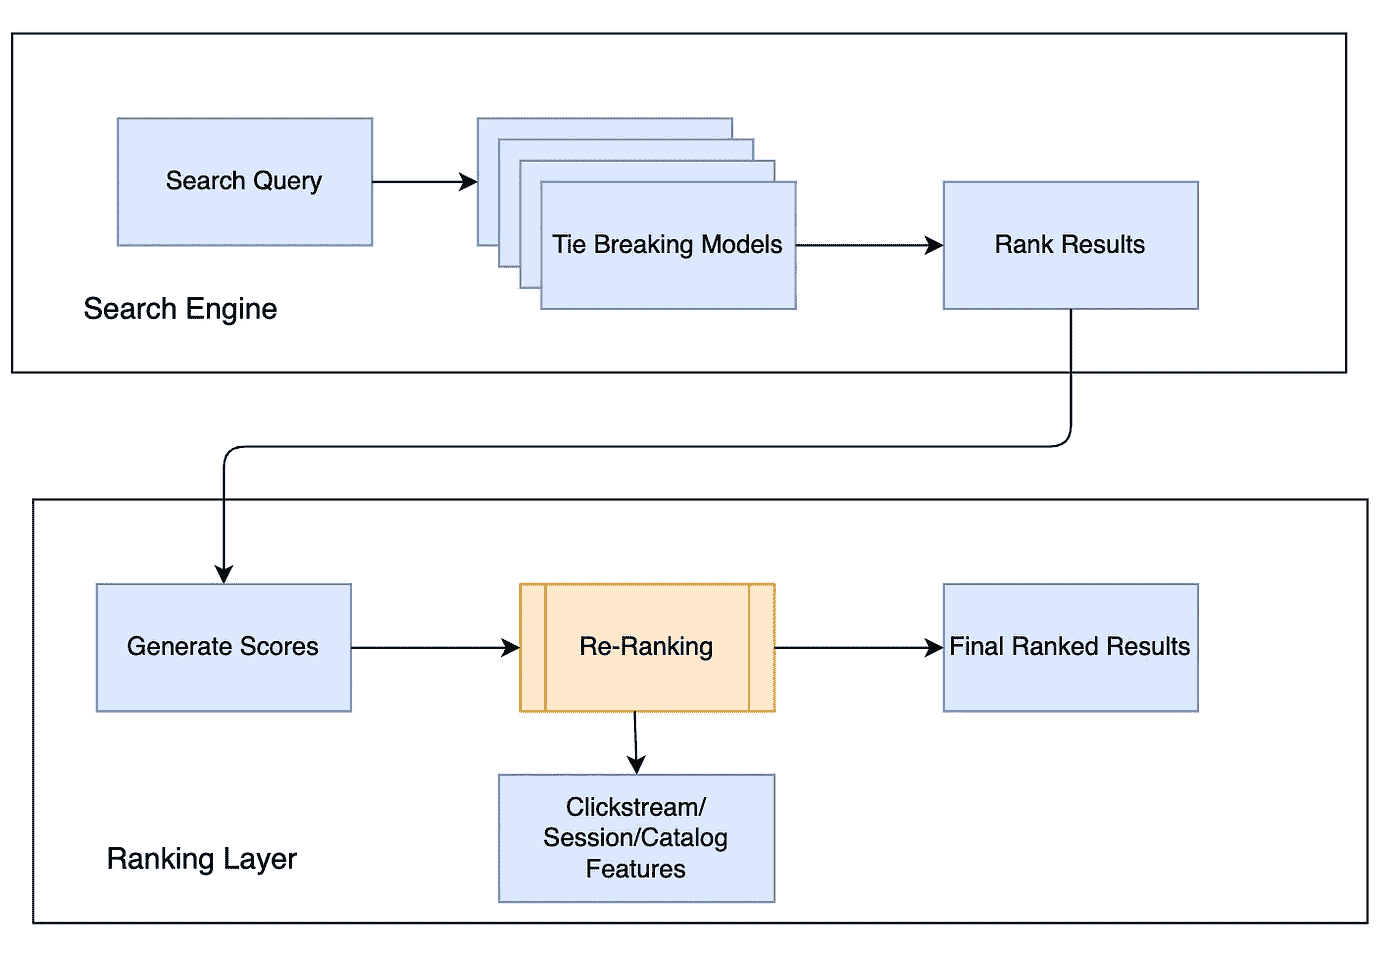 Search Query
Tie Breaking Models
Rank Results
Search Engine
Generate Scores
Re-Ranking
Final Ranked Results
Clickstream/
Session/Catalog
Features
Ranking Layer